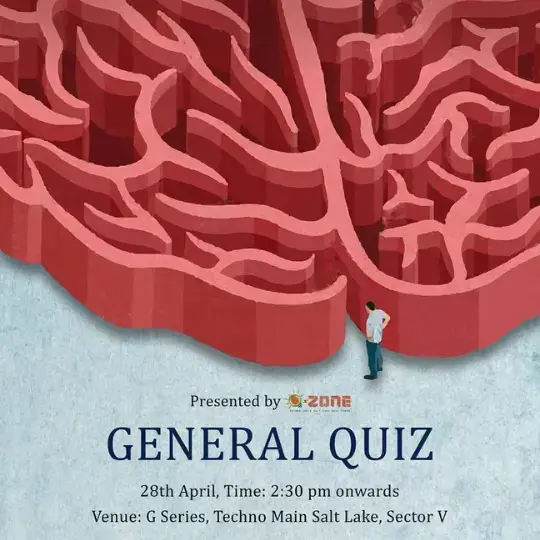 Presented by Q-ZONE
GENERAL QUIZ
28th April, Time: 2:30 pm onwards
Venue: G Series, Techno Main Salt Lake, Sector V